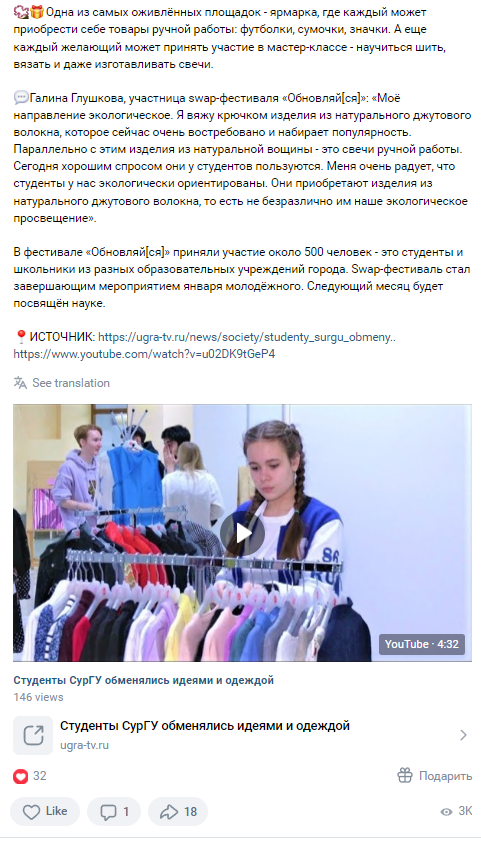 Одна из самых оживлённых площадок - ярмарка, где каждый может
приобрести себе товары ручной работы: футболки, сумочки, значки. А еще
каждый желающий может принять участие в мастер-классе - научиться шить,
вязать и даже изготавливать свечи.
Галина Глушкова, участница swap-фестиваля «Обновляй[ся]»: «Моё
направление экологическое. Я вяжу крючком изделия из натурального джутового
волокна, которое сейчас очень востребовано и набирает популярность.
Параллельно с этим изделия из натуральной вощины - это свечи ручной работы.
Сегодня хорошим спросом они у студентов пользуются. Меня очень радует, что
студенты у нас экологически ориентированы. Они приобретают изделия из
натурального джутового волокна, то есть не безразлично им наше экологическое
просвещение».
В фестивале «Обновляй[ся]» приняли участие около 500 человек - это студенты и
школьники из разных образовательных учреждений города. Swap-фестиваль стал
завершающим мероприятием января молодёжного. Следующий месяц будет
посвящён науке.
ИСТОЧНИК: https://ugra-tv.ru/news/society/studenty_surgu_obmeny..
https://www.youtube.com/watch?v=u02DK9tGeP4
See translation
86
YouTube · 4:32
Студенты СурГУ обменялись идеями и одеждой
146 views
Студенты СурГУ обменялись идеями и одеждой
ugra-tv.ru
32
Подарить
Like
1
18
3K